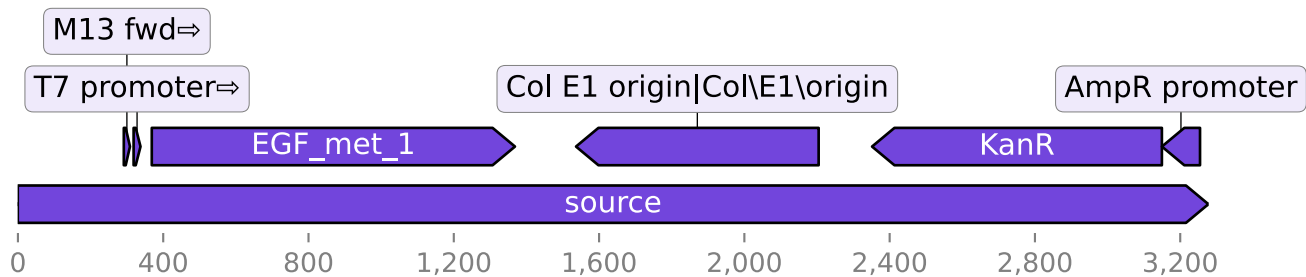 M13 fwd⇨
T7 promoter⇨
Col E1 origin|Col\E1\origin
AmpR promoter
EGF_met_1
KanR
source
0 400 800 1,200 1,600 2,000 2,400 2,800 3,200